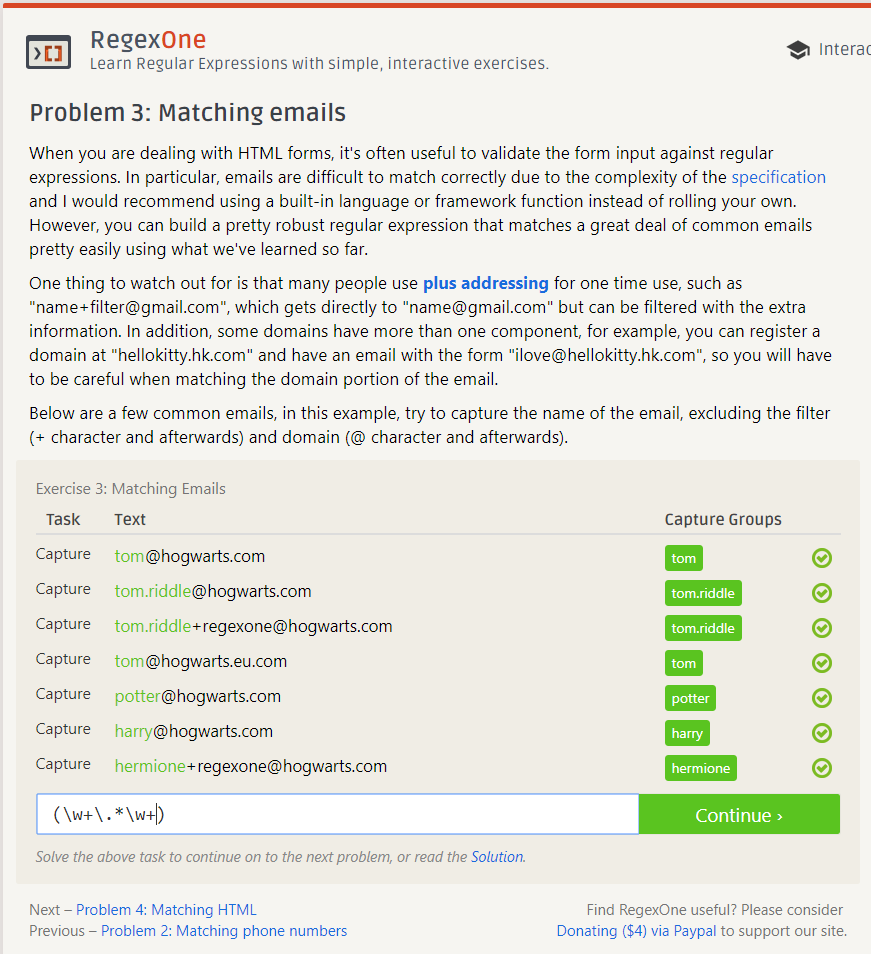 RegexOne
Learn Regular Expressions with simple, interactive exercises.
Interac
Problem 3: Matching emails
When you are dealing with HTML forms, it's often useful to validate the form input against regular
expressions. In particular, emails are difficult to match correctly due to the complexity of the specification
and I would recommend using a built-in language or framework function instead of rolling your own.
However, you can build a pretty robust regular expression that matches a great deal of common emails
pretty easily using what we've learned so far.
One thing to watch out for is that many people use plus addressing for one time use, such as
"name+filter@gmail.com", which gets directly to "name@gmail.com" but can be filtered with the extra
information. In addition, some domains have more than one component, for example, you can register a
domain at "hellokitty.hk.com" and have an email with the form "ilove@hellokitty.hk.com", so you will have
to be careful when matching the domain portion of the email.
Below are a few common emails, in this example, try to capture the name of the email, excluding the filter
(+ character and afterwards) and domain (@ character and afterwards).
Exercise 3: Matching Emails
Task Text Capture Groups
Capture tom@hogwarts.com tom
Capture tom.riddle@hogwarts.com tom.riddle
Capture tom.riddle+regexone@hogwarts.com tom.riddle
Capture tom@hogwarts.eu.com tom
Capture potter@hogwarts.com potter
Capture harry@hogwarts.com harry
Capture hermione+regexone@hogwarts.com hermione
(\w+\.*\w+) Continue ›
Solve the above task to continue on to the next problem, or read the Solution.
Next – Problem 4: Matching HTML
Previous – Problem 2: Matching phone numbers
Find RegexOne useful? Please consider
Donating ($4) via Paypal to support our site.